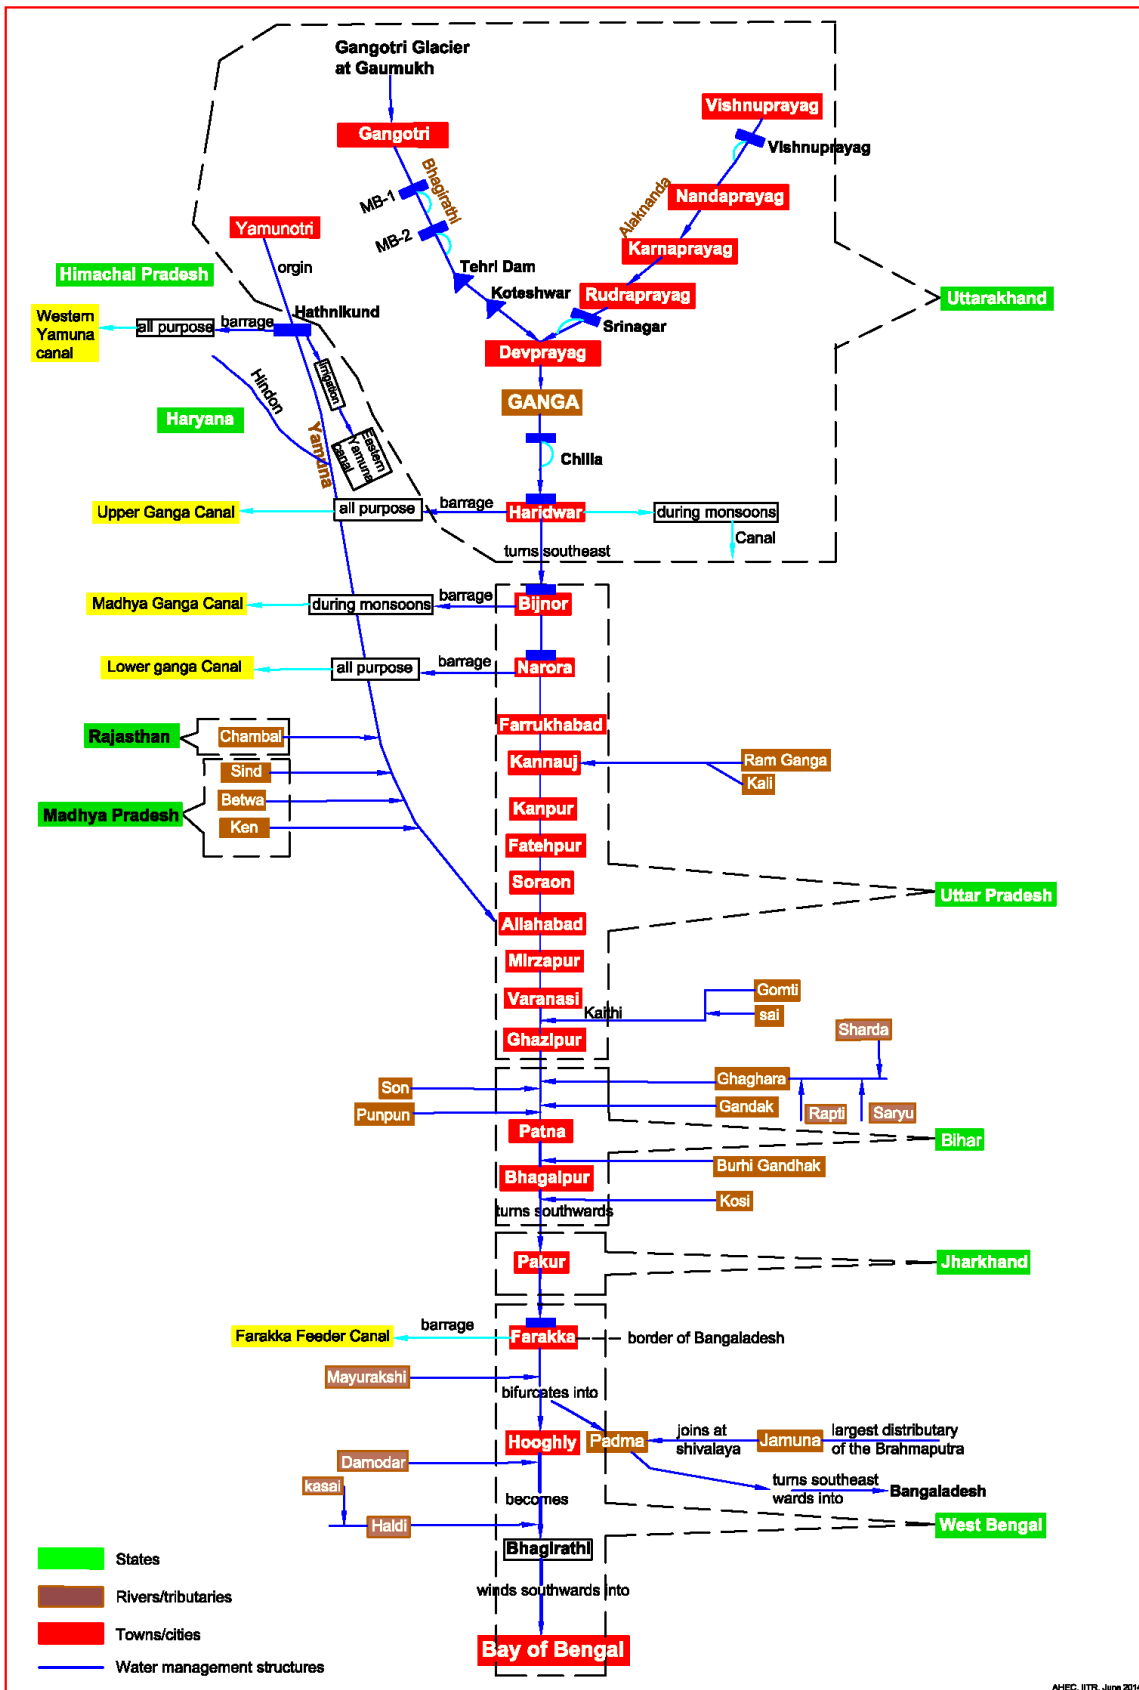 Gangotri Glacier
at Gaumukh
Vishnuprayag
Gangotri
Vishnuprayag
Bhagirathi
MB-1
Alaknanda
Nandaprayag
Yamunotri
MB-2
Karnaprayag
orgin
Tehri Dam
Himachal Pradesh
Koteshwar
Rudraprayag
Uttarakhand
Hathnikund
Western
Yamuna
canal
all purpose
barrage
Srinagar
Devprayag
irrigation
Hindon
GANGA
Haryana
Yamuna
Eastern
Yamuna
canal
Chilla
Upper Ganga Canal
all purpose
barrage
Haridwar
during monsoons
Canal
turns southeast
Madhya Ganga Canal
during monsoons
barrage
Bijnor
Lower ganga Canal
all purpose
barrage
Narora
Farrukhabad
Rajasthan
Chambal
Kannauj
Ram Ganga
Sind
Kali
Betwa
Kanpur
Madhya Pradesh
Ken
Fatehpur
Soraon
Uttar Pradesh
Allahabad
Mirzapur
Varanasi
Gomti
Kaithi
sai
Ghazipur
Sharda
Son
Ghaghara
Punpun
Gandak
Rapti
Saryu
Patna
Bihar
Burhi Gandhak
Bhagalpur
Kosi
turns southwards
Pakur
Jharkhand
Farakka Feeder Canal
barrage
Farakka
border of Bangaladesh
Mayurakshi
bifurcates into
Hooghly
Padma
joins at
shivalaya
Jamuna
largest distributary
of the Brahmaputra
Damodar
kasai
becomes
turns southeast
wards into
Bangaladesh
Haldi
West Bengal
Bhagirathi
States
winds southwards into
Rivers/tributaries
Towns/cities
Bay of Bengal
Water management structures
AHEC, IITR, June 2014